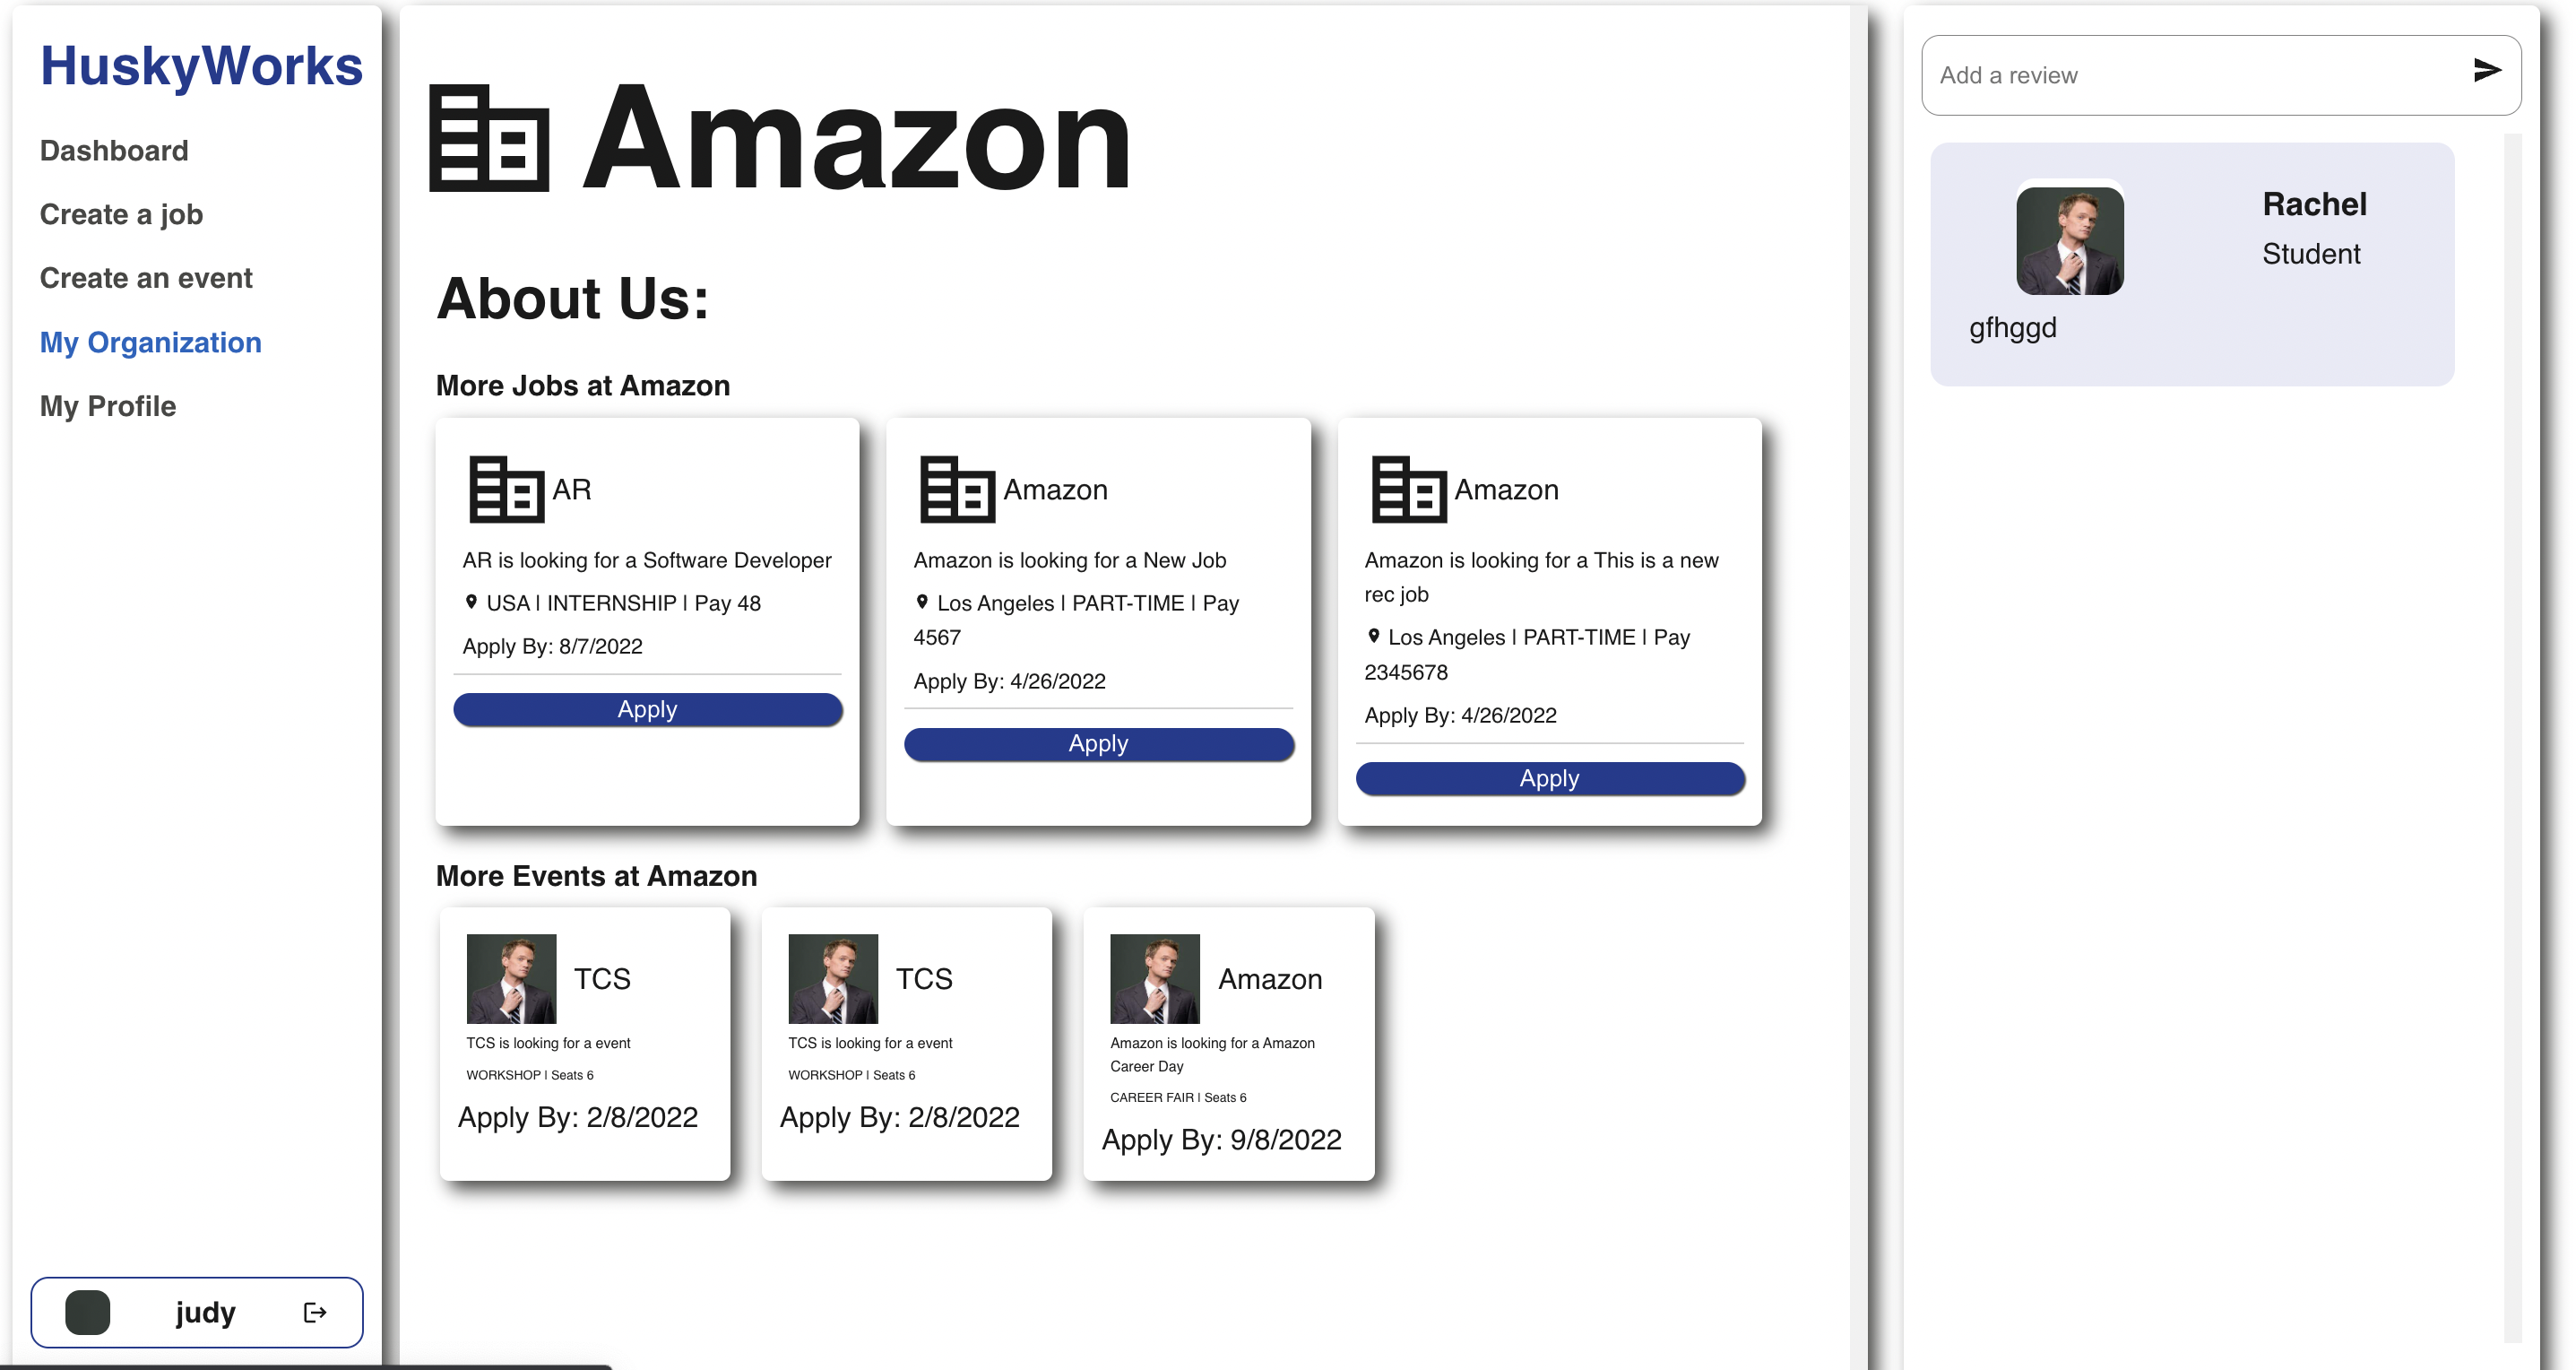 HuskyWorks
Dashboard
Create a job
Create an event
My Organization
My Profile
judy
Amazon
About Us:
More Jobs at Amazon
AR
AR is looking for a Software Developer
USA | INTERNSHIP | Pay 48
Apply By: 8/7/2022
Apply
Amazon
Amazon is looking for a New Job
Los Angeles | PART-TIME | Pay
4567
Apply By: 4/26/2022
Apply
Amazon
Amazon is looking for a This is a new
rec job
Los Angeles | PART-TIME | Pay
2345678
Apply By: 4/26/2022
Apply
More Events at Amazon
TCS
TCS is looking for a event
WORKSHOP | Seats 6
Apply By: 2/8/2022
TCS
TCS is looking for a event
WORKSHOP | Seats 6
Apply By: 2/8/2022
Amazon
Amazon is looking for a Amazon
Career Day
CAREER FAIR | Seats 6
Apply By: 9/8/2022
Add a review
Rachel
Student
gfhggd